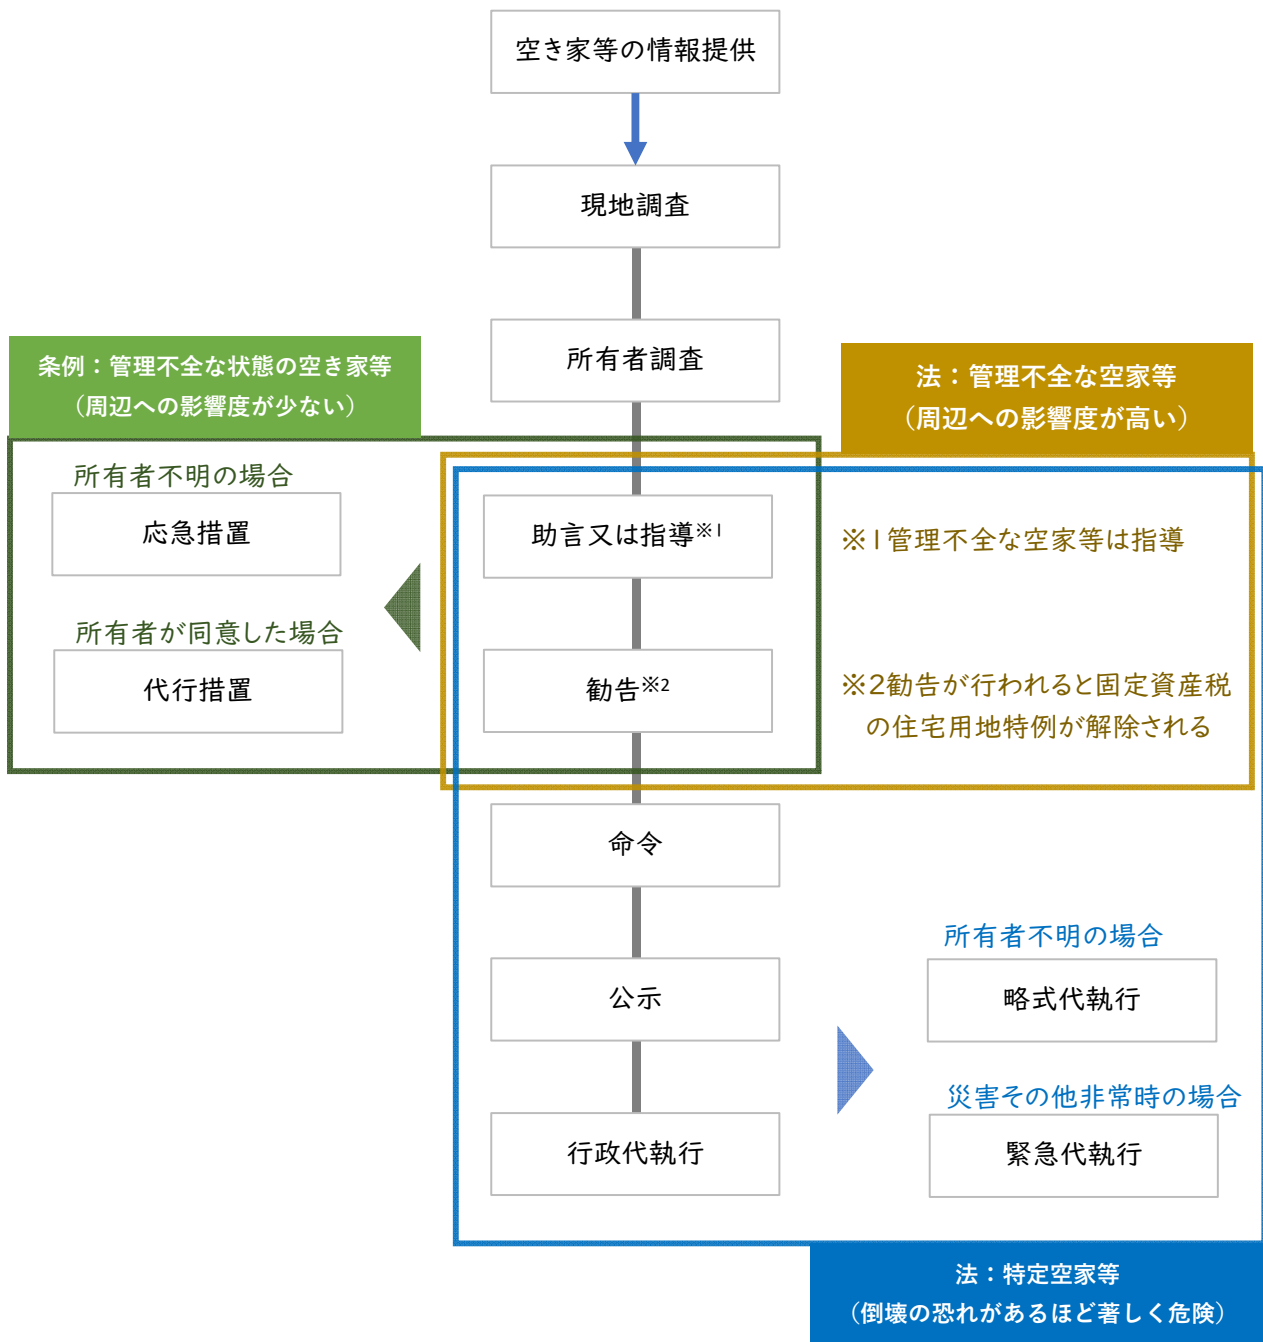 空き家等の情報提供
現地調査
所有者調査
条例：管理不全な状態の空き家等
（周辺への影響度が少ない）
法：管理不全な空家等
（周辺への影響度が高い）
所有者不明の場合
応急措置
所有者が同意した場合
代行措置
助言又は指導※1
勧告※2
※1管理不全な空家等は指導
※2勧告が行われると固定資産税
の住宅用地特例が解除される
命令
公示
行政代執行
所有者不明の場合
略式代執行
災害その他非常時の場合
緊急代執行
法：特定空家等
（倒壊の恐れがあるほど著しく危険）